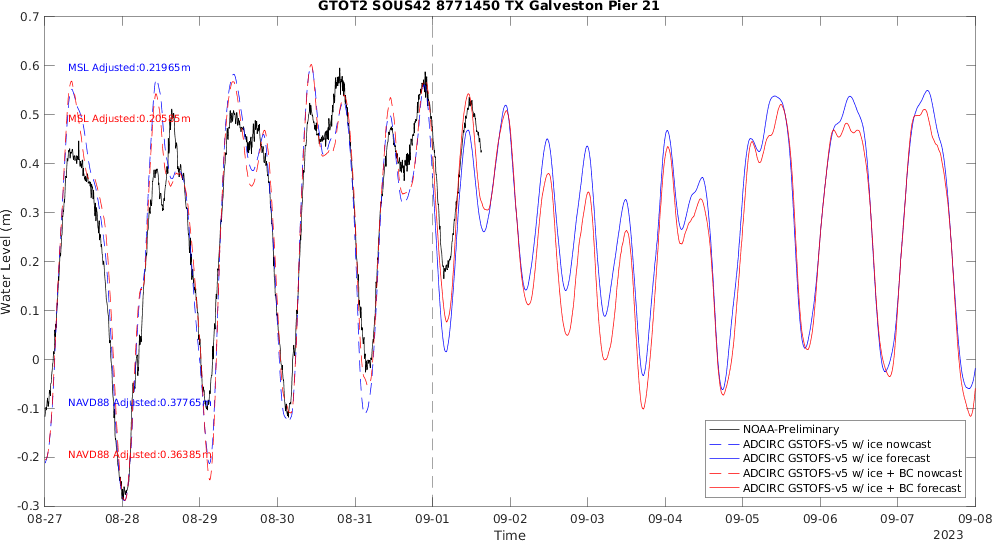 GTOT2 SOUS42 8771450 TX Galveston Pier 21
0.7
0.6
0.5
0.4
0.3
0.2
0.1
0
-0.1
-0.2
-0.3
Water Level (m)
MSL Adjusted:0.21965m
MSL Adjusted:
NAVD88 Adjusted:0.37765m
NAVD88 Adjusted:0.36385m
NOAA-Preliminary
ADCIRC GSTOFS-v5 w/ ice nowcast
ADCIRC GSTOFS-v5 w/ ice forecast
ADCIRC GSTOFS-v5 w/ ice + BC nowcast
ADCIRC GSTOFS-v5 w/ ice + BC forecast
08-27 08-28 08-29 08-30 08-31 09-01 09-02 09-03 09-04 09-05 09-06 09-07 09-08
Time
2023